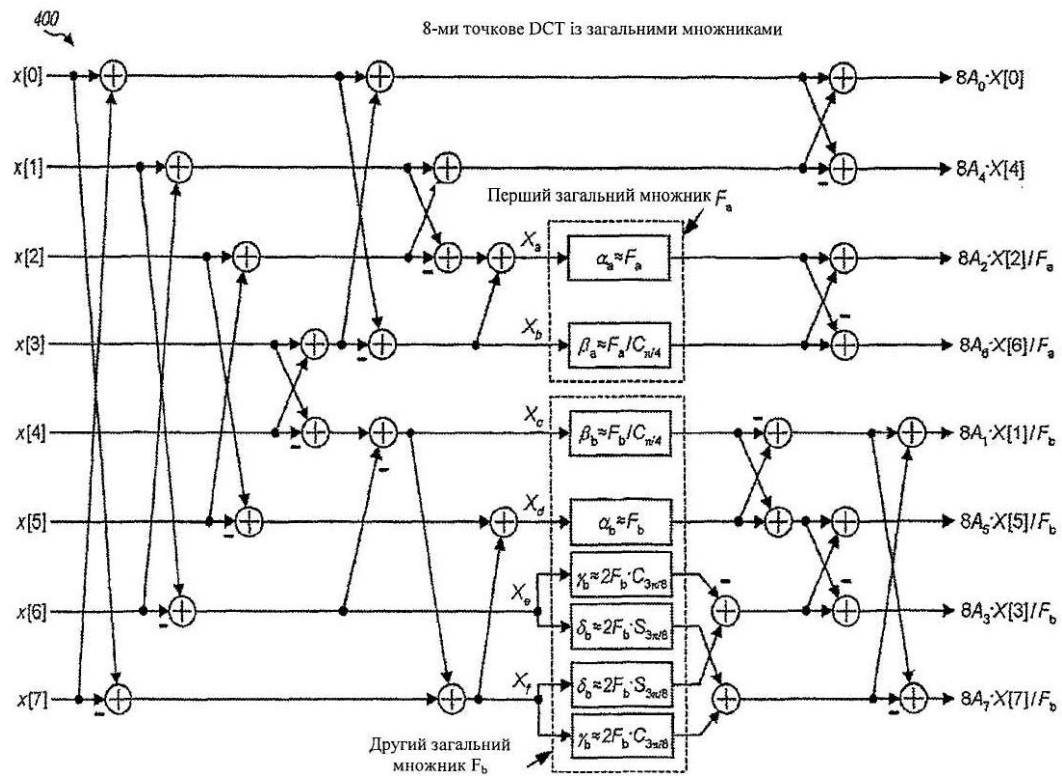 400
8-ми точкове DCT із загальними множниками
x[0]
8A₀·X[0]
x[1]
8A₄·X[4]
Перший загальний множник Fₐ
x[2]
Xₐ
αₐ≈Fₐ
8A₂·X[2]/Fₐ
x[3]
X_b
βₐ≈Fₐ/C_π/4
8A₆·X[6]/Fₐ
x[4]
X_c
β_b≈F_b/C_π/4
8A₁·X[1]/F_b
x[5]
X_d
α_b≈F_b
8A₅·X[5]/F_b
γ_b≈2F_b·C_3π/8
x[6]
X_e
8A₃·X[3]/F_b
δ_b≈2F_b·S_3π/8
δ_b≈2F_b·S_3π/8
x[7]
X_f
8A₇·X[7]/F_b
γ_b≈2F_b·C_3π/8
Другий загальний
множник F_b